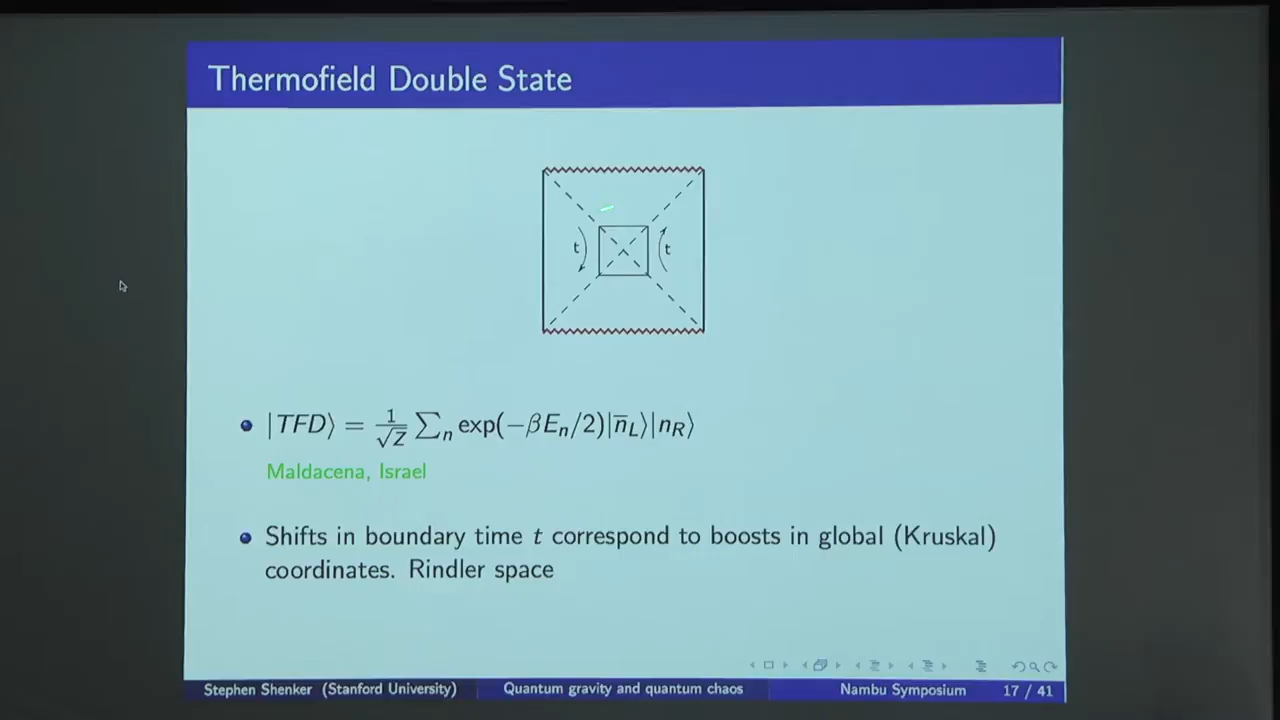 Thermofield Double State
t t
|TFD⟩ = 1/√Z ∑ₙ exp(−βEₙ/2)|n̅_L⟩|n_R⟩
Maldacena, Israel
Shifts in boundary time t correspond to boosts in global (Kruskal)
coordinates. Rindler space
Stephen Shenker (Stanford University) Quantum gravity and quantum chaos Nambu Symposium 17 / 41